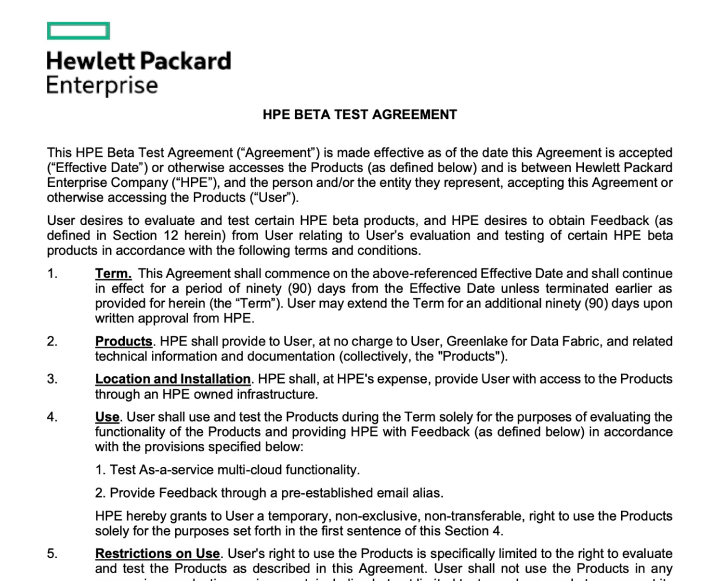 Hewlett Packard
Enterprise
HPE BETA TEST AGREEMENT
This HPE Beta Test Agreement (“Agreement”) is made effective as of the date this Agreement is accepted
(“Effective Date”) or otherwise accesses the Products (as defined below) and is between Hewlett Packard
Enterprise Company (“HPE”), and the person and/or the entity they represent, accepting this Agreement or
otherwise accessing the Products (“User”).
User desires to evaluate and test certain HPE beta products, and HPE desires to obtain Feedback (as
defined in Section 12 herein) from User relating to User’s evaluation and testing of certain HPE beta
products in accordance with the following terms and conditions.
1. Term. This Agreement shall commence on the above-referenced Effective Date and shall continue
in effect for a period of ninety (90) days from the Effective Date unless terminated earlier as
provided for herein (the “Term”). User may extend the Term for an additional ninety (90) days upon
written approval from HPE.
2. Products. HPE shall provide to User, at no charge to User, Greenlake for Data Fabric, and related
technical information and documentation (collectively, the "Products").
3. Location and Installation. HPE shall, at HPE's expense, provide User with access to the Products
through an HPE owned infrastructure.
4. Use. User shall use and test the Products during the Term solely for the purposes of evaluating the
functionality of the Products and providing HPE with Feedback (as defined below) in accordance
with the provisions specified below:
1. Test As-a-service multi-cloud functionality.
2. Provide Feedback through a pre-established email alias.
HPE hereby grants to User a temporary, non-exclusive, non-transferable, right to use the Products
solely for the purposes set forth in the first sentence of this Section 4.
5. Restrictions on Use. User's right to use the Products is specifically limited to the right to evaluate
and test the Products as described in this Agreement. User shall not use the Products in any